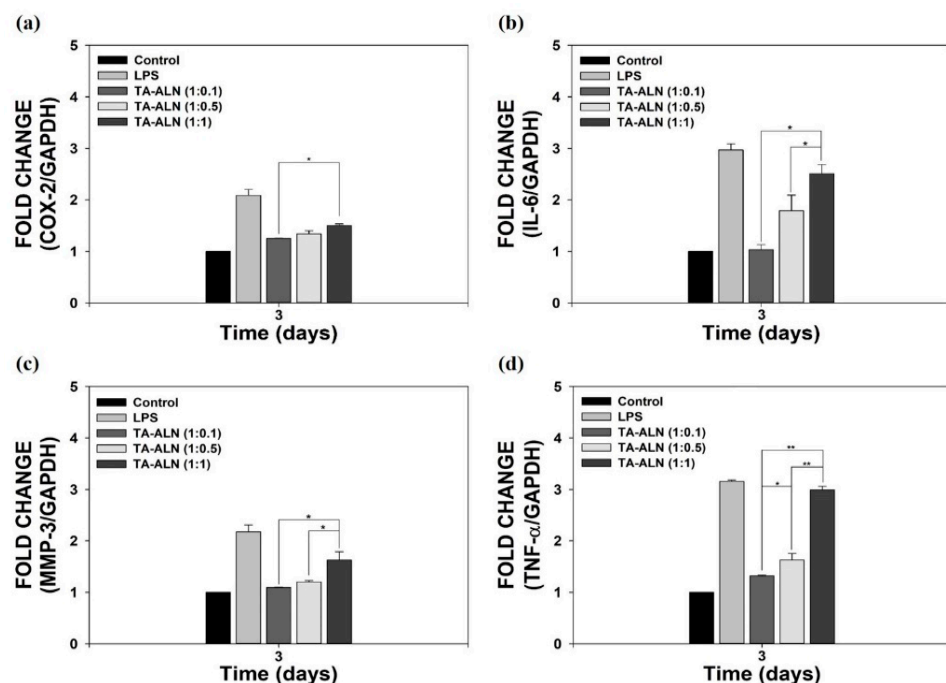 (a)
5
4
3
2
1
0
FOLD CHANGE
(COX-2/GAPDH)
Control
LPS
TA-ALN (1:0.1)
TA-ALN (1:0.5)
TA-ALN (1:1)
*
3
Time (days)
(b)
5
4
3
2
1
0
FOLD CHANGE
(IL-6/GAPDH)
Control
LPS
TA-ALN (1:0.1)
TA-ALN (1:0.5)
TA-ALN (1:1)
*
*
3
Time (days)
(c)
5
4
3
2
1
0
FOLD CHANGE
(MMP-3/GAPDH)
Control
LPS
TA-ALN (1:0.1)
TA-ALN (1:0.5)
TA-ALN (1:1)
*
*
3
Time (days)
(d)
5
4
3
2
1
0
FOLD CHANGE
(TNF-α/GAPDH)
Control
LPS
TA-ALN (1:0.1)
TA-ALN (1:0.5)
TA-ALN (1:1)
**
**
*
3
Time (days)